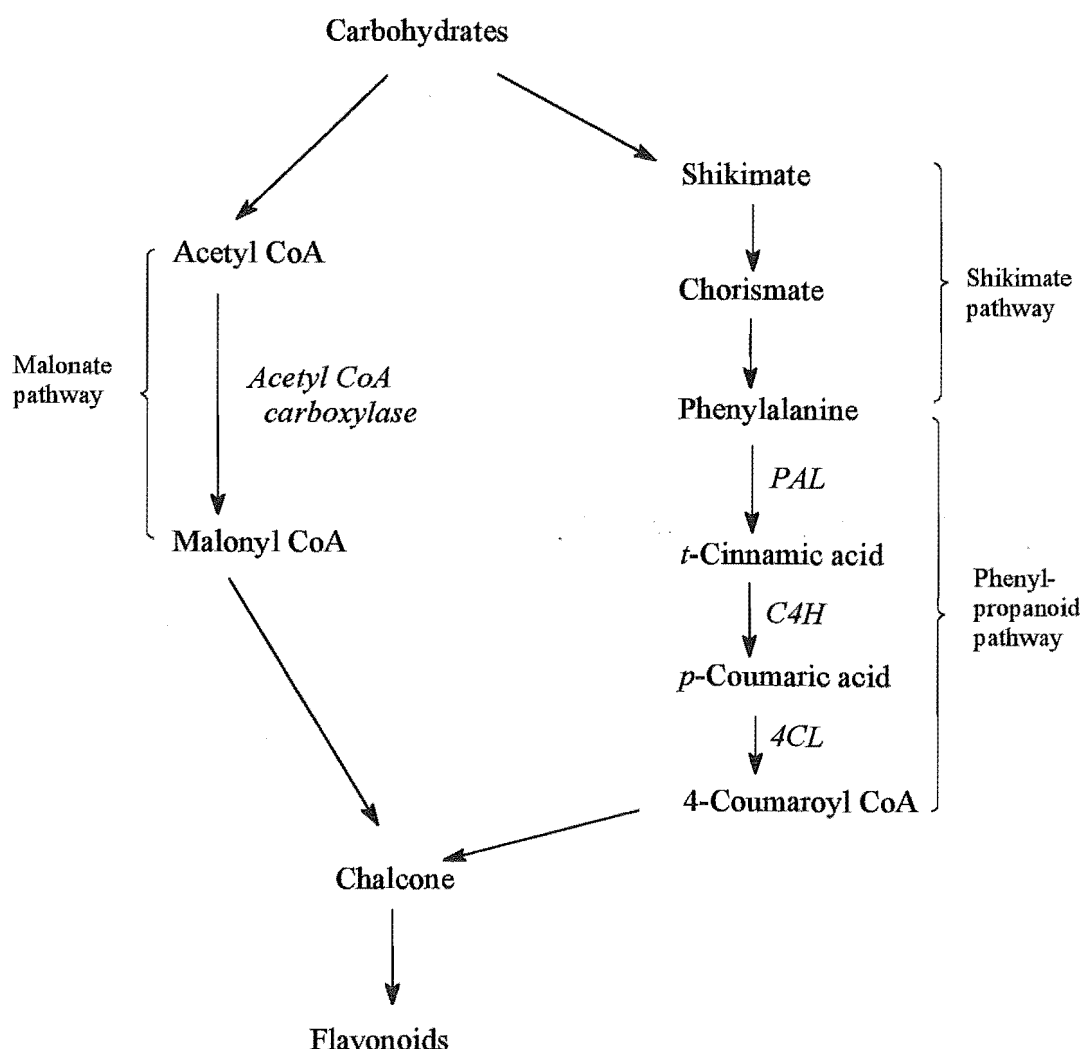 Carbohydrates
Shikimate
Acetyl CoA
Chorismate
Shikimate
pathway
Malonate
pathway
Acetyl CoA
carboxylase
Phenylalanine
PAL
Malonyl CoA
t-Cinnamic acid
C4H
Phenyl-
propanoid
pathway
p-Coumaric acid
4CL
4-Coumaroyl CoA
Chalcone
Flavonoids